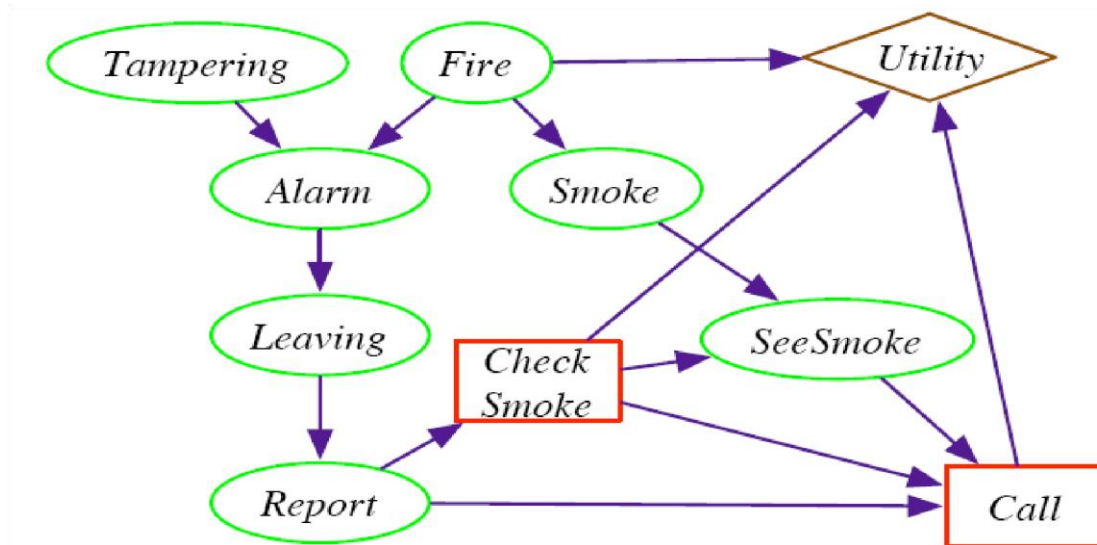 Tampering
Fire
Utility
Alarm
Smoke
Leaving
Check
Smoke
SeeSmoke
Report
Call